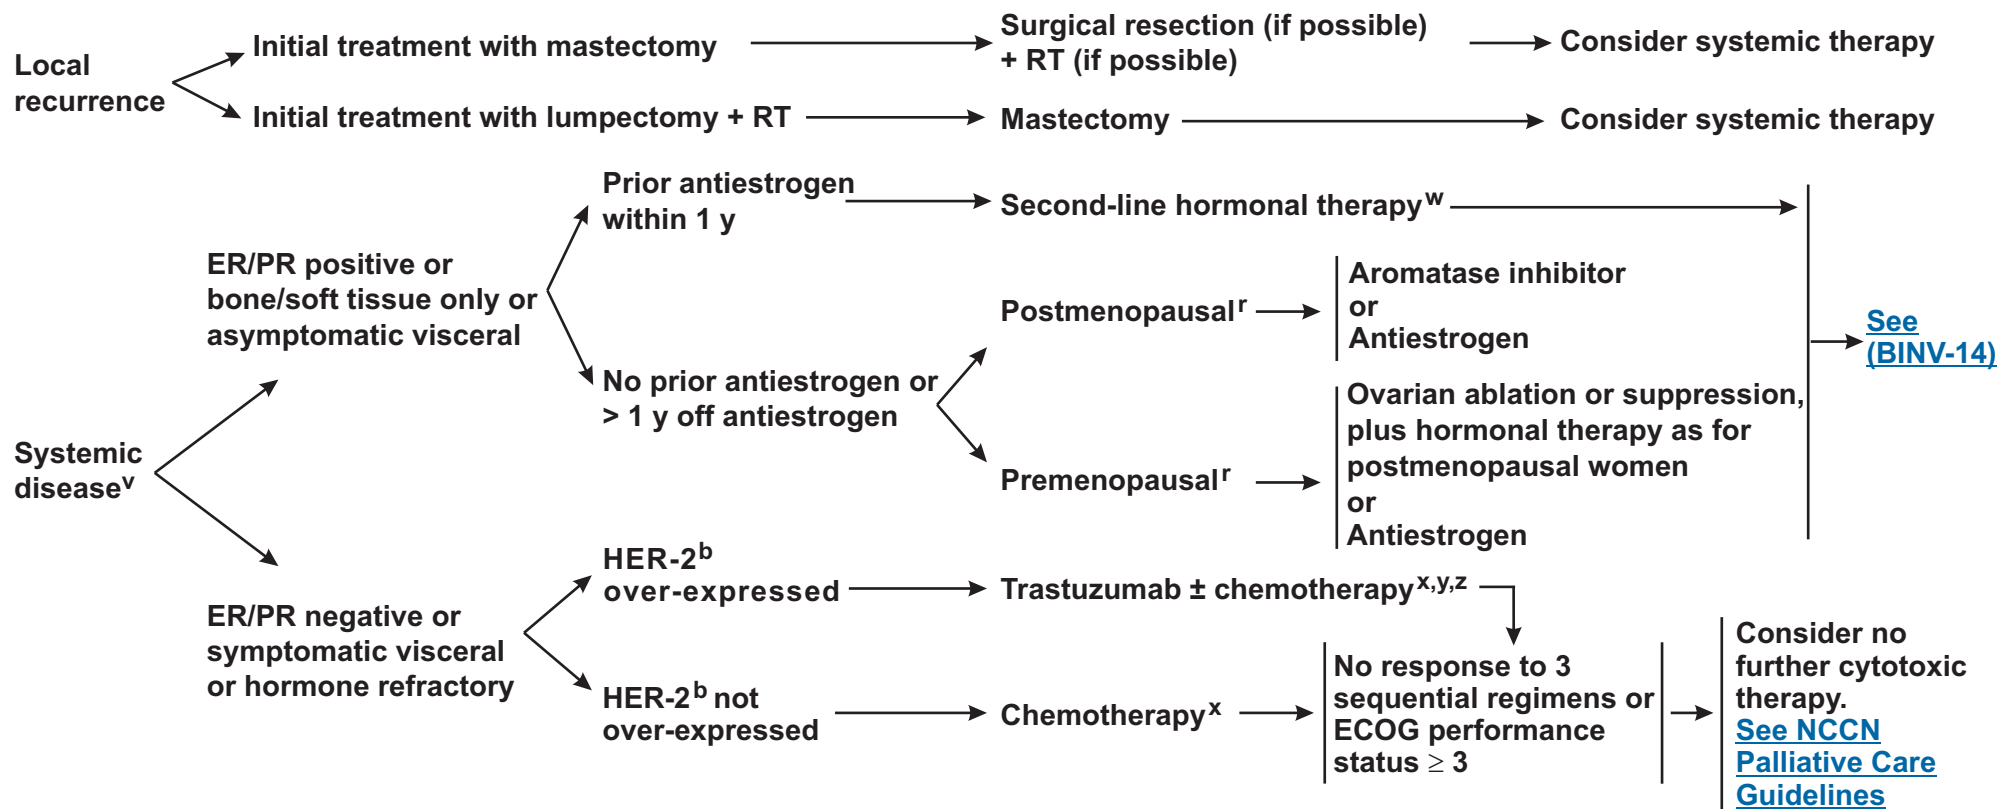 Local
recurrence
Initial treatment with mastectomy
Surgical resection (if possible)
+ RT (if possible)
Consider systemic therapy
Initial treatment with lumpectomy + RT
Mastectomy
Consider systemic therapy
Systemic
diseaseᵛ
ER/PR positive or
bone/soft tissue only or
asymptomatic visceral
Prior antiestrogen
within 1 y
Second-line hormonal therapyʷ
No prior antiestrogen or
> 1 y off antiestrogen
Postmenopausalʳ
Aromatase inhibitor
or
Antiestrogen
Premenopausalʳ
Ovarian ablation or suppression,
plus hormonal therapy as for
postmenopausal women
or
Antiestrogen
See
(BINV-14)
ER/PR negative or
symptomatic visceral
or hormone refractory
HER-2ᵇ
over-expressed
Trastuzumab ± chemotherapyˣ,ʸ,ᶻ
HER-2ᵇ not
over-expressed
Chemotherapyˣ
No response to 3
sequential regimens or
ECOG performance
status ≥ 3
Consider no
further cytotoxic
therapy.
See NCCN
Palliative Care
Guidelines